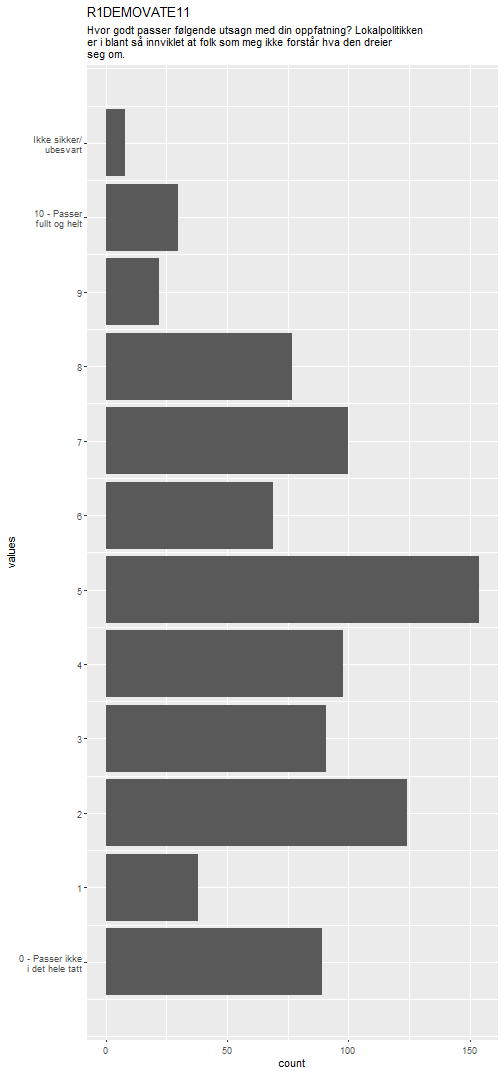 R1DEMOVATE11
Hvor godt passer følgende utsagn med din oppfatning? Lokalpolitikken
er i blant så innviklet at folk som meg ikke forstår hva den dreier
seg om.
Ikke sikker/
ubesvart
10 - Passer
fullt og helt
9
8
7
6
values
5
4
3
2
1
0 - Passer ikke
i det hele tatt
0
50
100
150
count